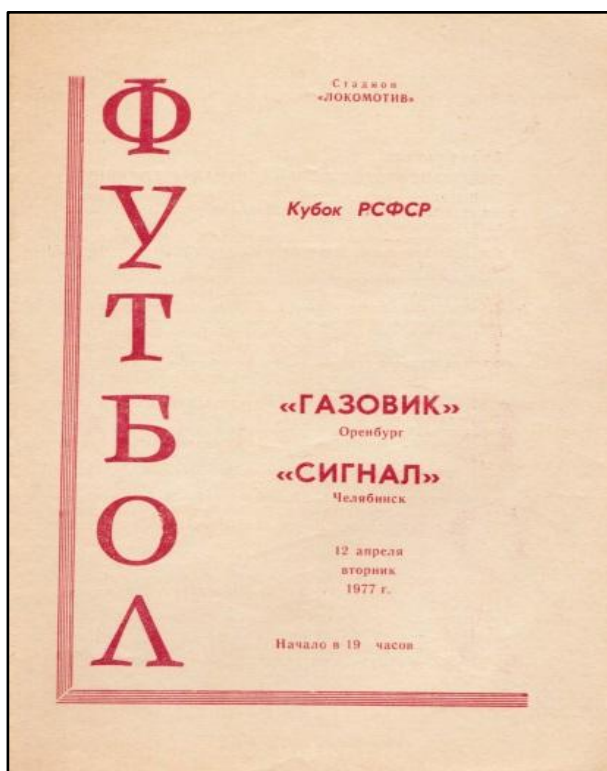 ФУТБОЛ
Стадион
«ЛОКОМОТИВ»
Кубок РСФСР
«ГАЗОВИК»
Оренбург
«СИГНАЛ»
Челябинск
12 апреля
вторник
1977 г.
Начало в 19 часов